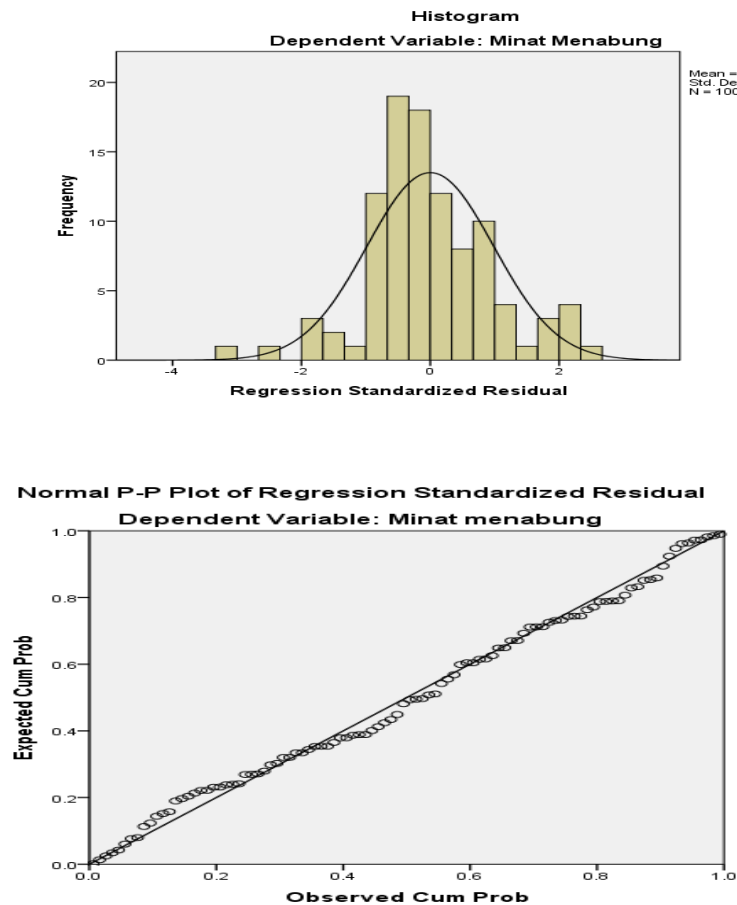 Histogram
Dependent Variable: Minat Menabung
Mean =
Std. De
N = 100
20
15
10
5
0
Frequency
-4
-2
0
2
Regression Standardized Residual
Normal P-P Plot of Regression Standardized Residual
Dependent Variable: Minat menabung
1.0
0.8
0.6
0.4
0.2
0.0
Expected Cum Prob
0.0
0.2
0.4
0.6
0.8
1.0
Observed Cum Prob